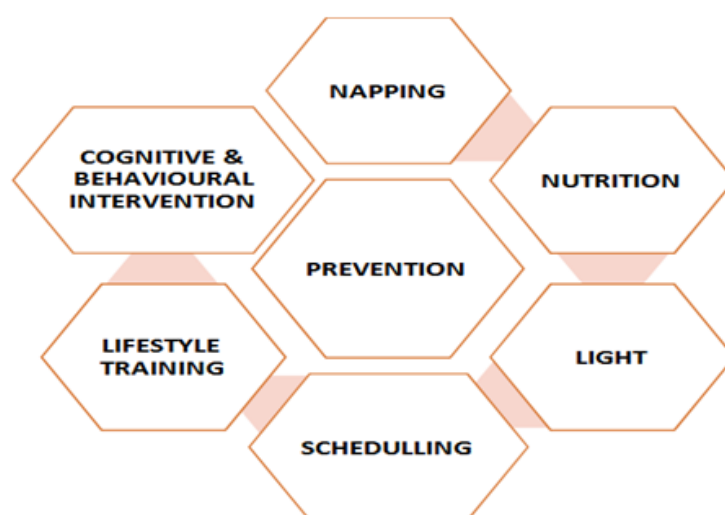 NAPPING
COGNITIVE &
BEHAVIOURAL
INTERVENTION
NUTRITION
PREVENTION
LIFESTYLE
TRAINING
LIGHT
SCHEDULLING